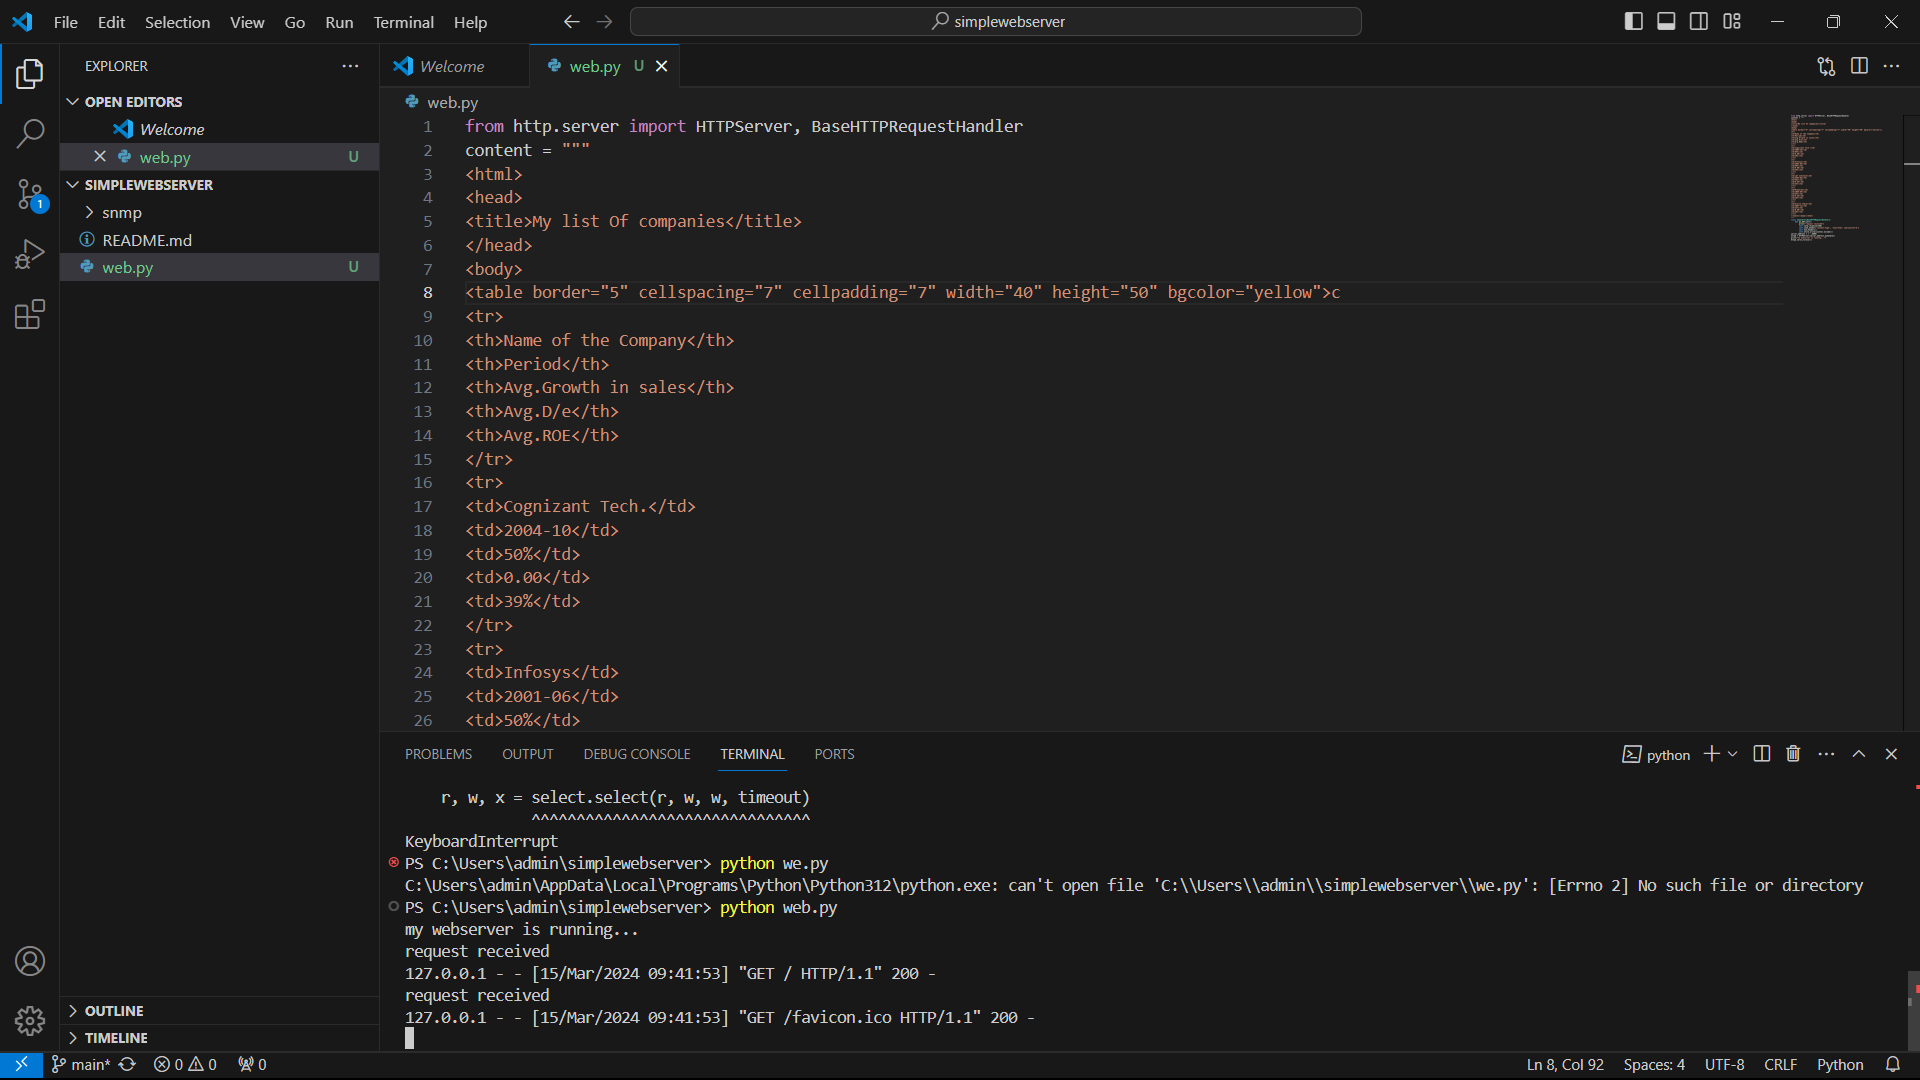 File Edit Selection View Go Run Terminal Help
simplewebserver
EXPLORER
OPEN EDITORS
Welcome
web.py U
SIMPLEWEBSERVER
snmp
README.md
web.py U
OUTLINE
TIMELINE
1
Welcome
web.py U
web.py
1 from http.server import HTTPServer, BaseHTTPRequestHandler
2 content = """
3 <html>
4 <head>
5 <title>My list Of companies</title>
6 </head>
7 <body>
8 <table border="5" cellspacing="7" cellpadding="7" width="40" height="50" bgcolor="yellow">c
9 <tr>
10 <th>Name of the Company</th>
11 <th>Period</th>
12 <th>Avg.Growth in sales</th>
13 <th>Avg.D/e</th>
14 <th>Avg.ROE</th>
15 </tr>
16 <tr>
17 <td>Cognizant Tech.</td>
18 <td>2004-10</td>
19 <td>50%</td>
20 <td>0.00</td>
21 <td>39%</td>
22 </tr>
23 <tr>
24 <td>Infosys</td>
25 <td>2001-06</td>
26 <td>50%</td>
PROBLEMS OUTPUT DEBUG CONSOLE TERMINAL PORTS
python
r, w, x = select.select(r, w, w, timeout)
^^^^^^^^^^^^^^^^^^^^^^^^^^^^^^^
KeyboardInterrupt
PS C:\Users\admin\simplewebserver> python we.py
C:\Users\admin\AppData\Local\Programs\Python\Python312\python.exe: can't open file 'C:\\Users\\admin\\simplewebserver\\we.py': [Errno 2] No such file or directory
PS C:\Users\admin\simplewebserver> python web.py
my webserver is running...
request received
127.0.0.1 - - [15/Mar/2024 09:41:53] "GET / HTTP/1.1" 200 -
request received
127.0.0.1 - - [15/Mar/2024 09:41:53] "GET /favicon.ico HTTP/1.1" 200 -
main* 0 0 0
Ln 8, Col 92 Spaces: 4 UTF-8 CRLF Python